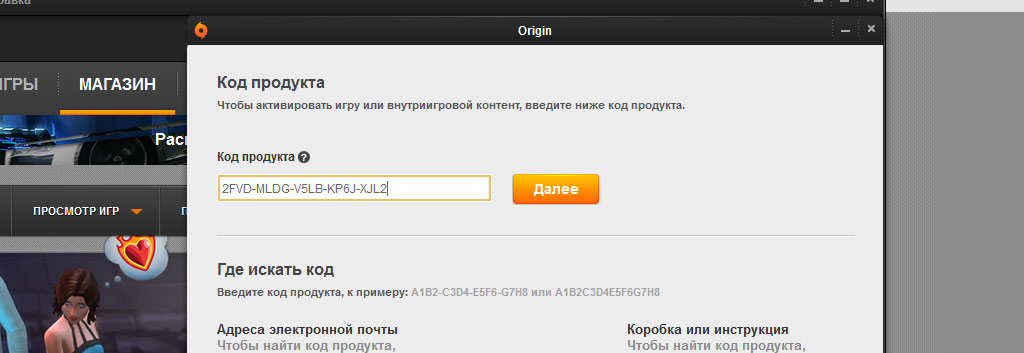 равка
Origin
ИГРЫ
МАГАЗИН
Код продукта
Чтобы активировать игру или внутриигровой контент, введите ниже код продукта.
Рас
Код продукта ?
2FVD-MLDG-V5LB-KP6J-XJL2
Далее
ПРОСМОТР ИГР
Где искать код
Введите код продукта, к примеру: A1B2-C3D4-E5F6-G7H8 или A1B2C3D4E5F6G7H8
Адреса электронной почты
Коробка или инструкция
Чтобы найти код продукта,
Чтобы найти код продукта,